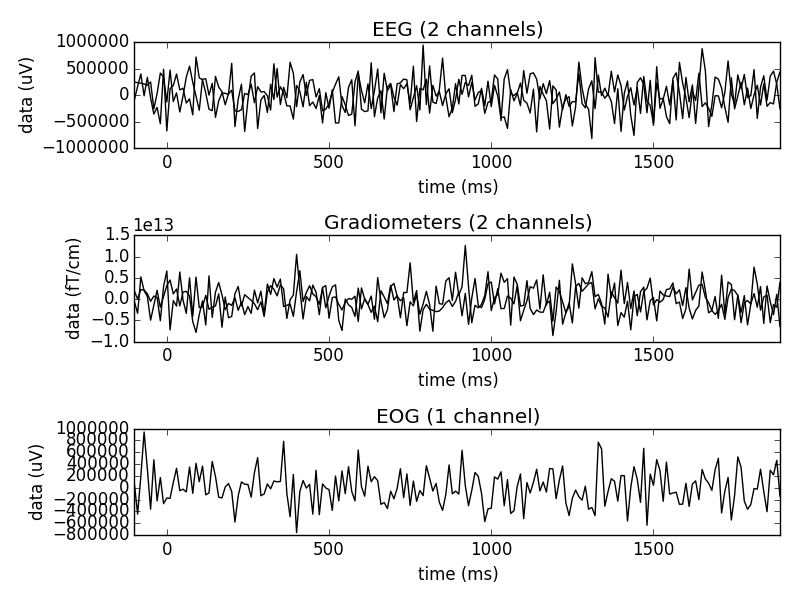 EEG (2 channels)
1000000
500000
0
−500000
−1000000
data (uV)
0 500 1000 1500
time (ms)
Gradiometers (2 channels)
1e13
1.5
1.0
0.5
0.0
−0.5
−1.0
data (fT/cm)
0 500 1000 1500
time (ms)
EOG (1 channel)
1000000
800000
600000
400000
200000
0
−200000
−400000
−600000
−800000
data (uV)
0 500 1000 1500
time (ms)